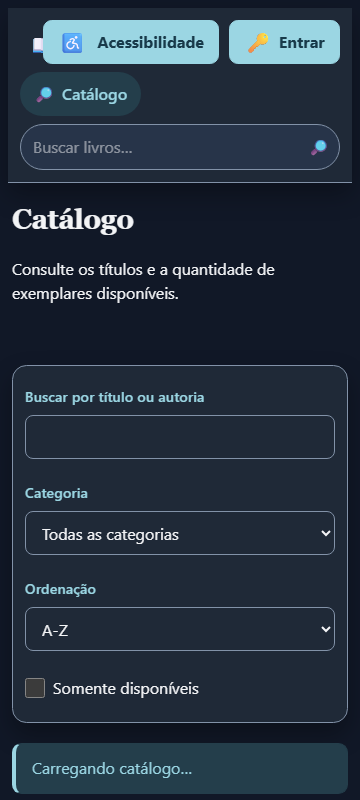 Acessibilidade
Entrar
Catálogo
Buscar livros...
Catálogo
Consulte os títulos e a quantidade de
exemplares disponíveis.
Buscar por título ou autoria
Categoria
Todas as categorias
Ordenação
A-Z
Somente disponíveis
Carregando catálogo...